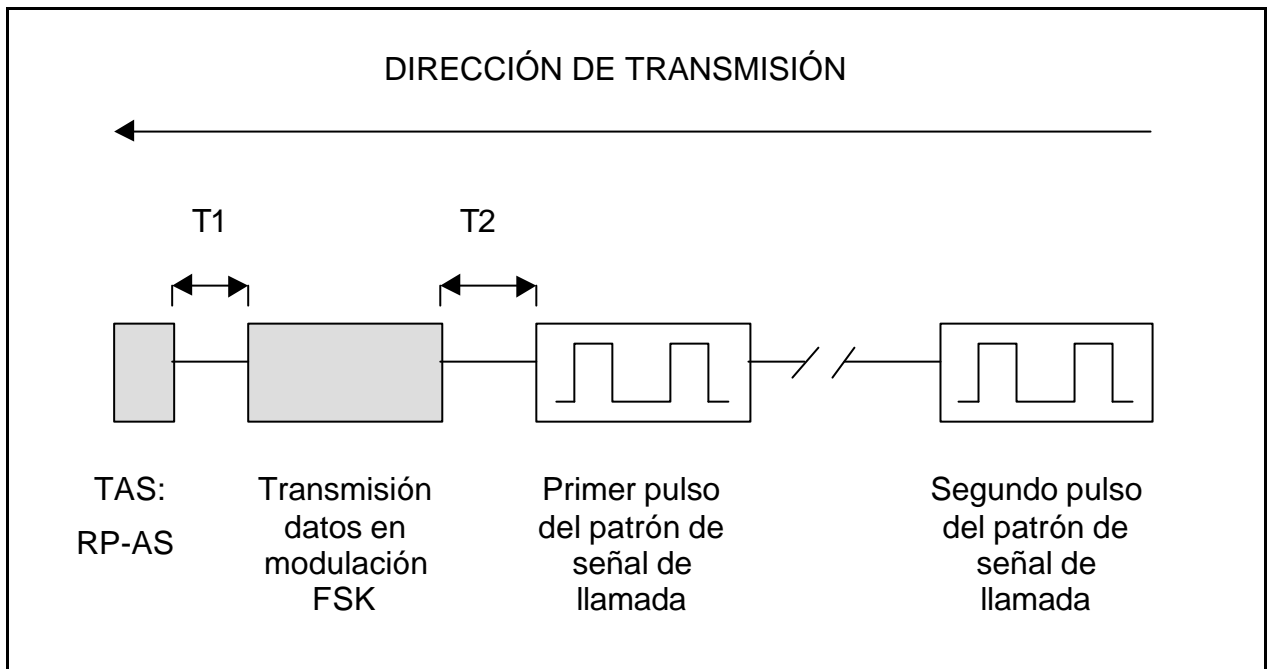 DIRECCIÓN DE TRANSMISIÓN
T1
T2
TAS:
RP-AS
Transmisión
datos en
modulación
FSK
Primer pulso
del patrón de
señal de
llamada
Segundo pulso
del patrón de
señal de
llamada